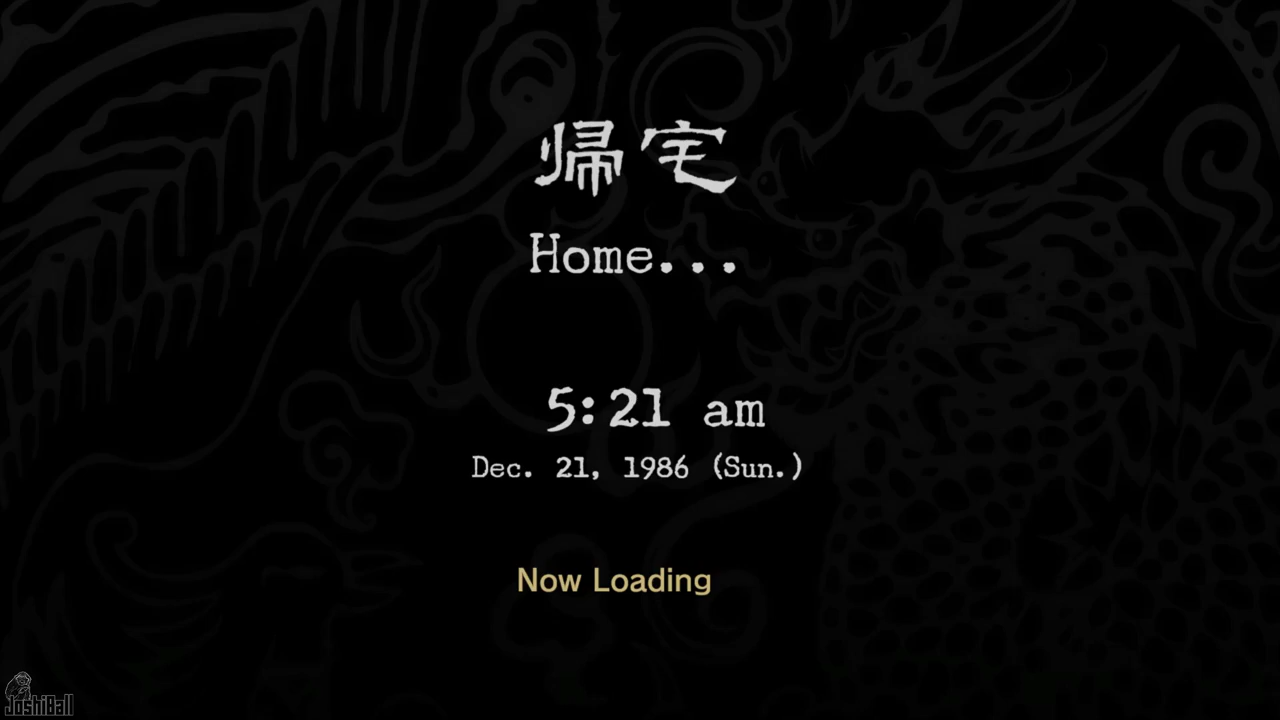 帰宅
Home...
5:21 am
Dec. 21, 1986 (Sun.)
Now Loading
JoshiBall